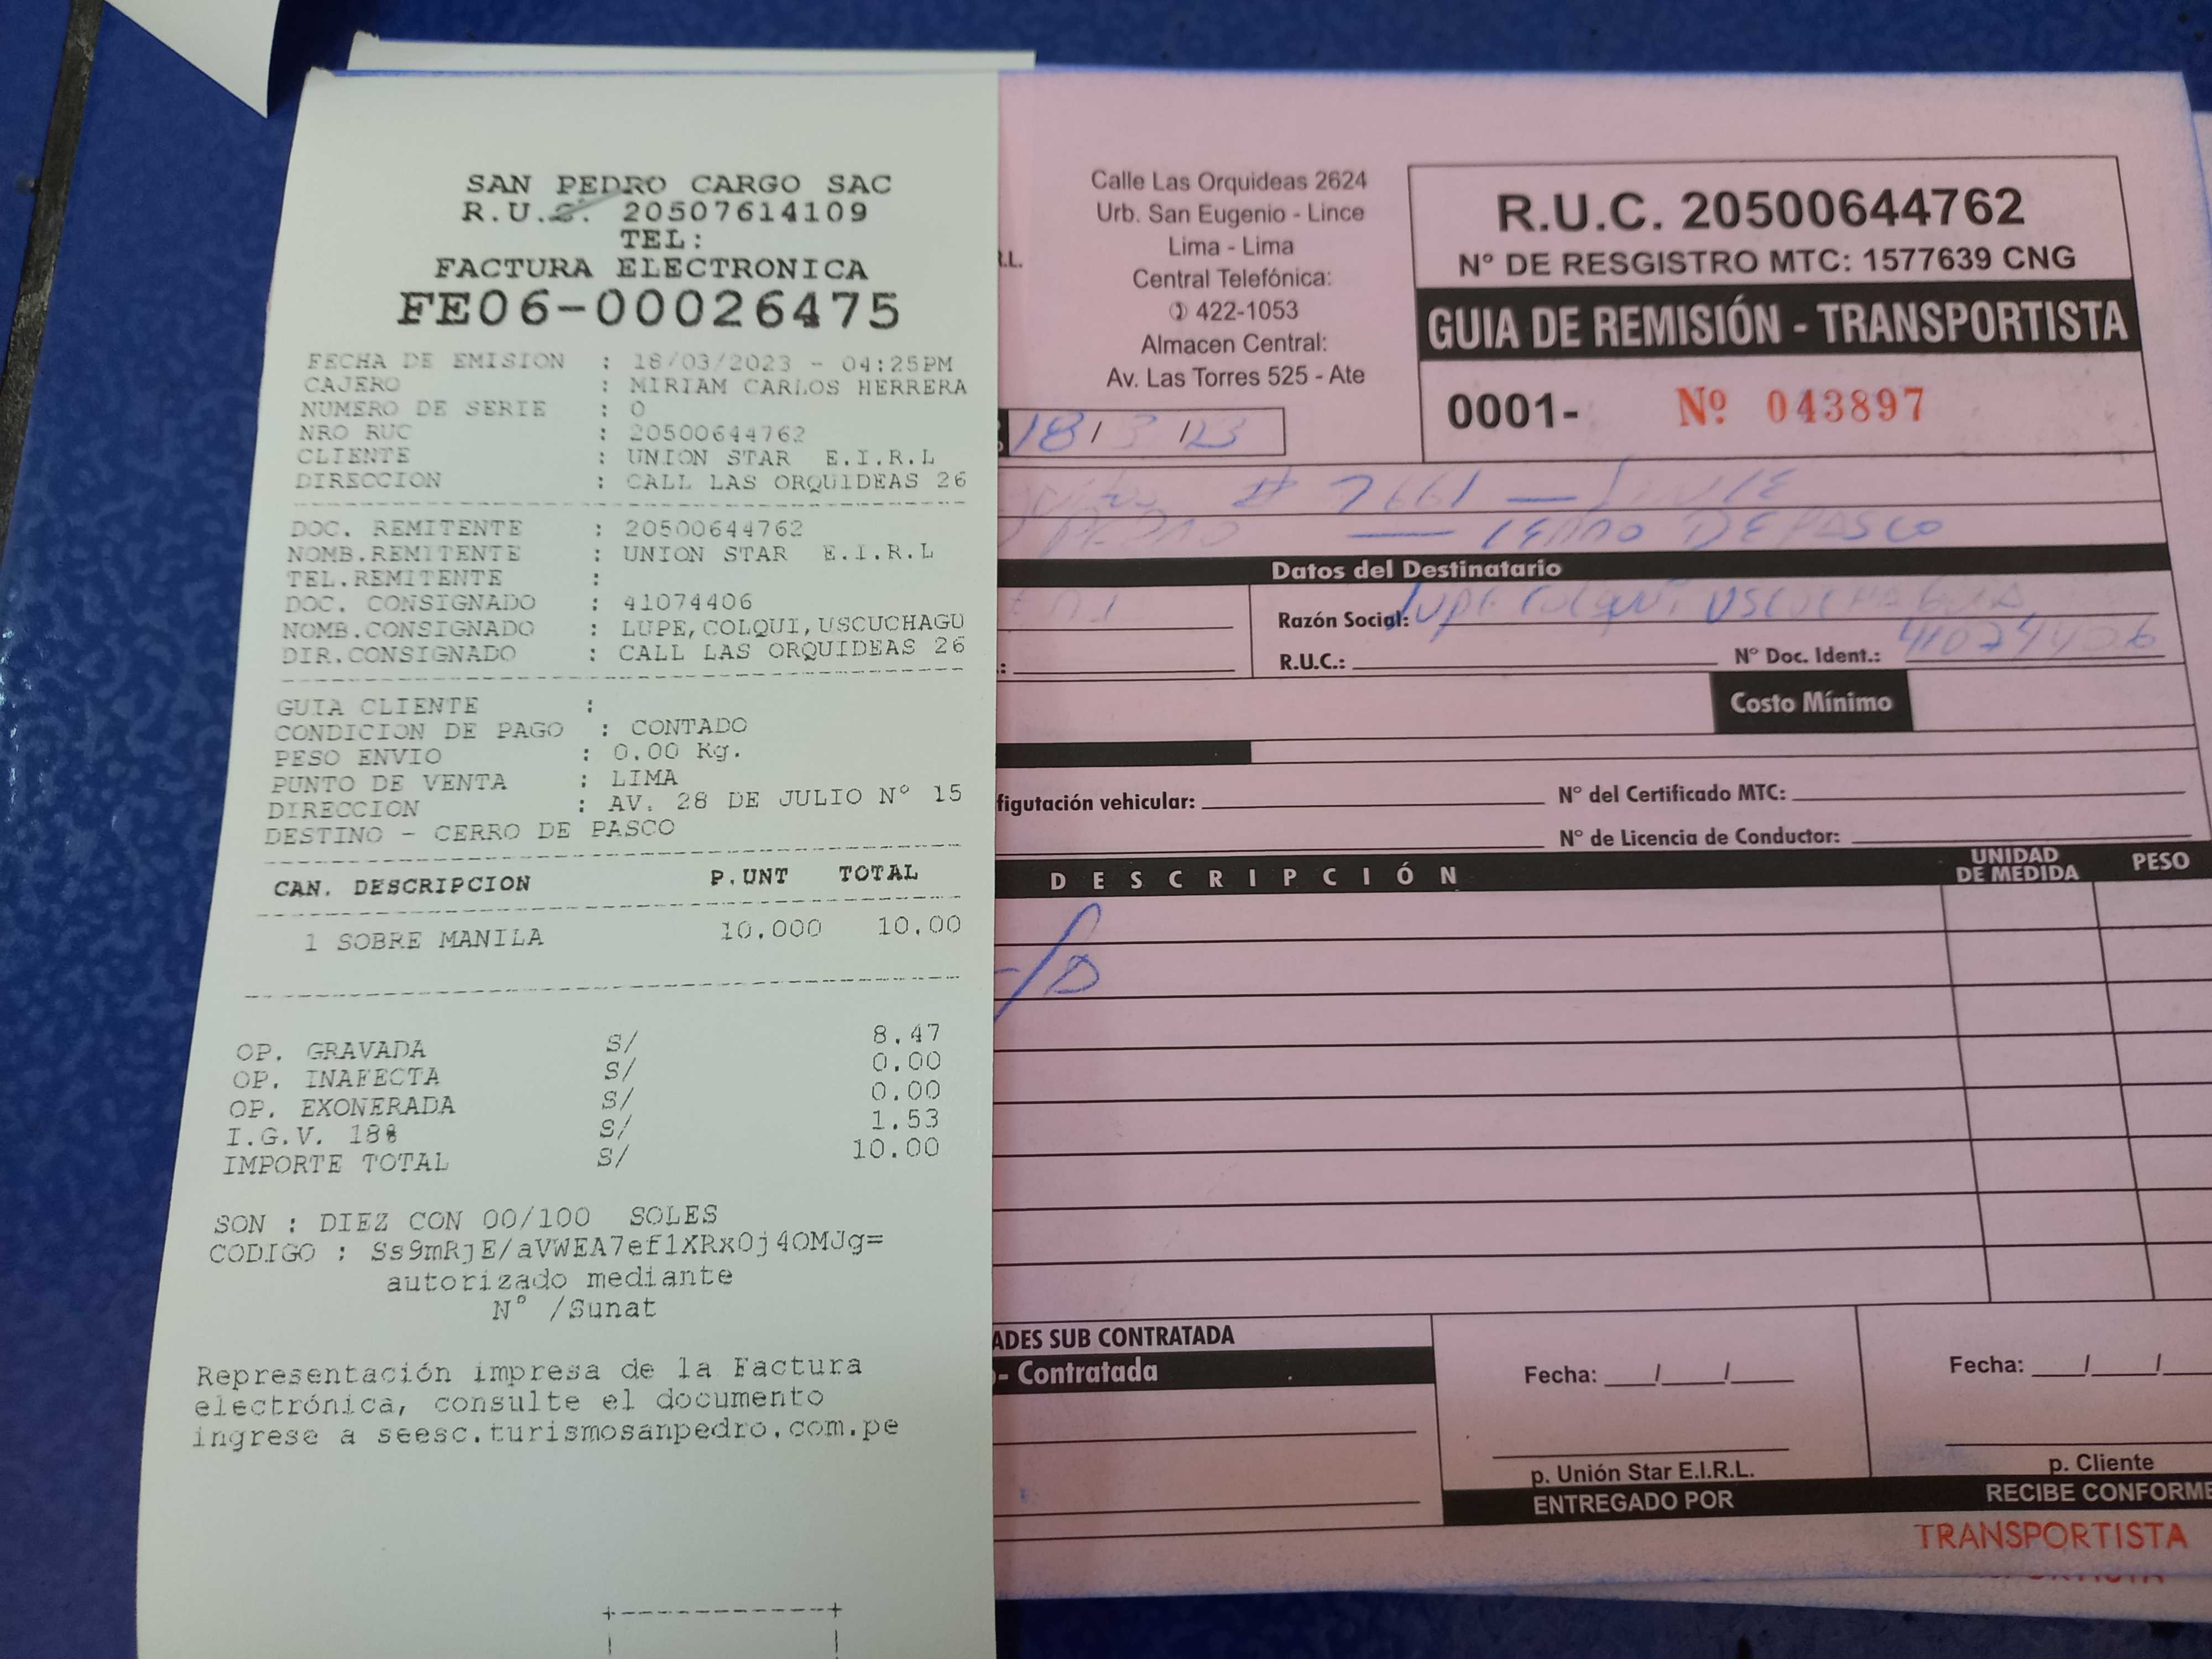 SAN PEDRO CARGO SAC
R.U.C. 20507614109
TEL:
FACTURA ELECTRONICA
FE06-00026475
FECHA DE EMISION : 18/03/2023 - 04:25PM
CAJERO : MIRIAM CARLOS HERRERA
NUMERO DE SERIE : 0
NRO RUC : 20500644762
CLIENTE : UNION STAR E.I.R.L
DIRECCION : CALL LAS ORQUIDEAS 26
DOC. REMITENTE : 20500644762
NOMB.REMITENTE : UNION STAR E.I.R.L
TEL.REMITENTE :
DOC. CONSIGNADO : 41074406
NOMB.CONSIGNADO : LUPE,COLQUI,USCUCHAGU
DIR.CONSIGNADO : CALL LAS ORQUIDEAS 26
GUIA CLIENTE :
CONDICION DE PAGO : CONTADO
PESO ENVIO : 0.00 Kg.
PUNTO DE VENTA : LIMA
DIRECCION : AV. 28 DE JULIO N° 15
DESTINO - CERRO DE PASCO
CAN. DESCRIPCION P.UNT TOTAL
1 SOBRE MANILA 10.000 10.00
OP. GRAVADA S/ 8.47
OP. INAFECTA S/ 0.00
OP. EXONERADA S/ 0.00
I.G.V. 18% S/ 1.53
IMPORTE TOTAL S/ 10.00
SON : DIEZ CON 00/100 SOLES
CODIGO : Ss9mRjE/aVWEA7ef1XRxOj4OMJg=
autorizado mediante
N° /Sunat
Representación impresa de la Factura
electrónica, consulte el documento
ingrese a seesc.turismosanpedro.com.pe
Calle Las Orquideas 2624
Urb. San Eugenio - Lince
Lima - Lima
Central Telefónica:
422-1053
Almacen Central:
Av. Las Torres 525 - Ate
R.U.C. 20500644762
N° DE RESGISTRO MTC: 1577639 CNG
GUIA DE REMISIÓN - TRANSPORTISTA
0001- Nº 043897
18/ 3 /23
CERRO DE PASCO
Datos del Destinatario
Razón Social: Lupe Colqui Uscuchagua
R.U.C.: N° Doc. Ident.: 41074406
Costo Mínimo
figutación vehicular: N° del Certificado MTC:
N° de Licencia de Conductor:
DESCRIPCIÓN UNIDAD DE MEDIDA PESO
ADES SUB CONTRATADA
- Contratada
Fecha: / /
Fecha: / /
p. Unión Star E.I.R.L.
ENTREGADO POR
p. Cliente
RECIBE CONFORME
TRANSPORTISTA